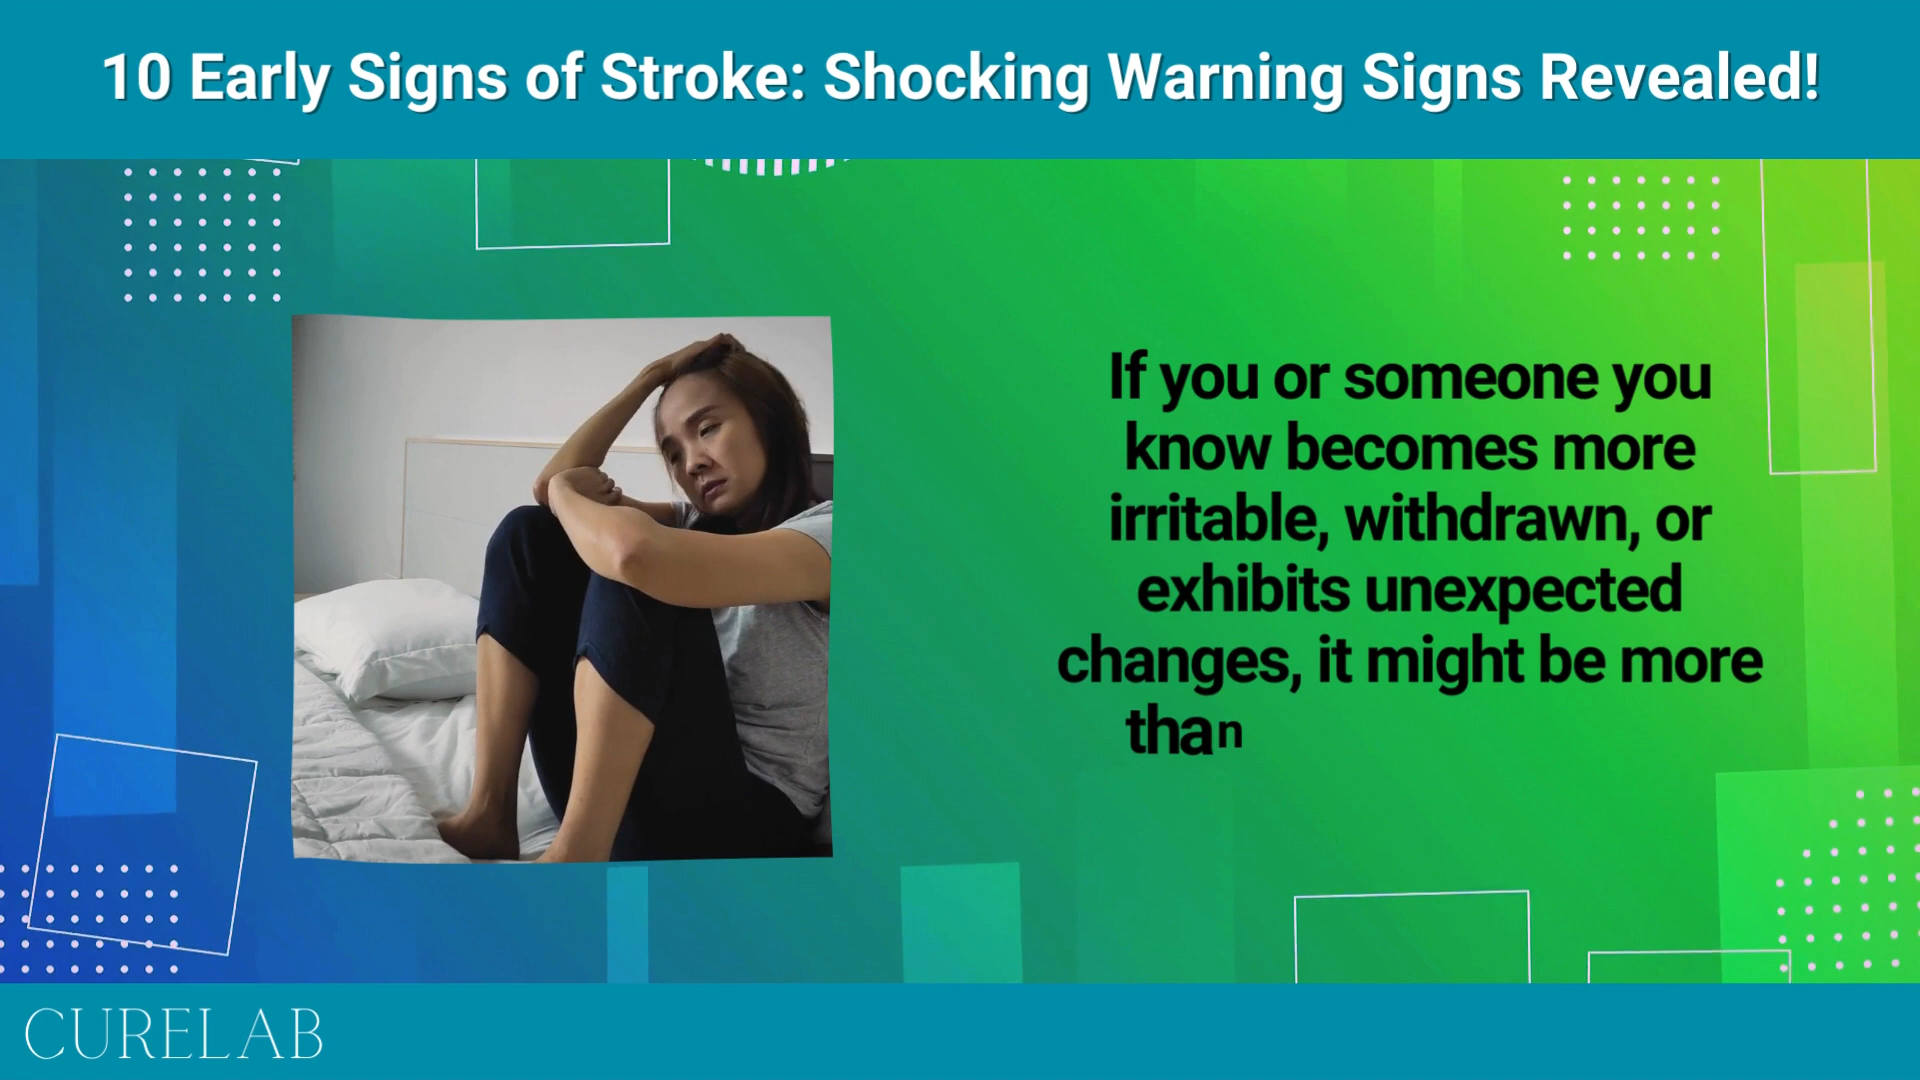 10 Early Signs of Stroke: Shocking Warning Signs Revealed!
If you or someone you
know becomes more
irritable, withdrawn, or
exhibits unexpected
changes, it might be more
than
CURELAB